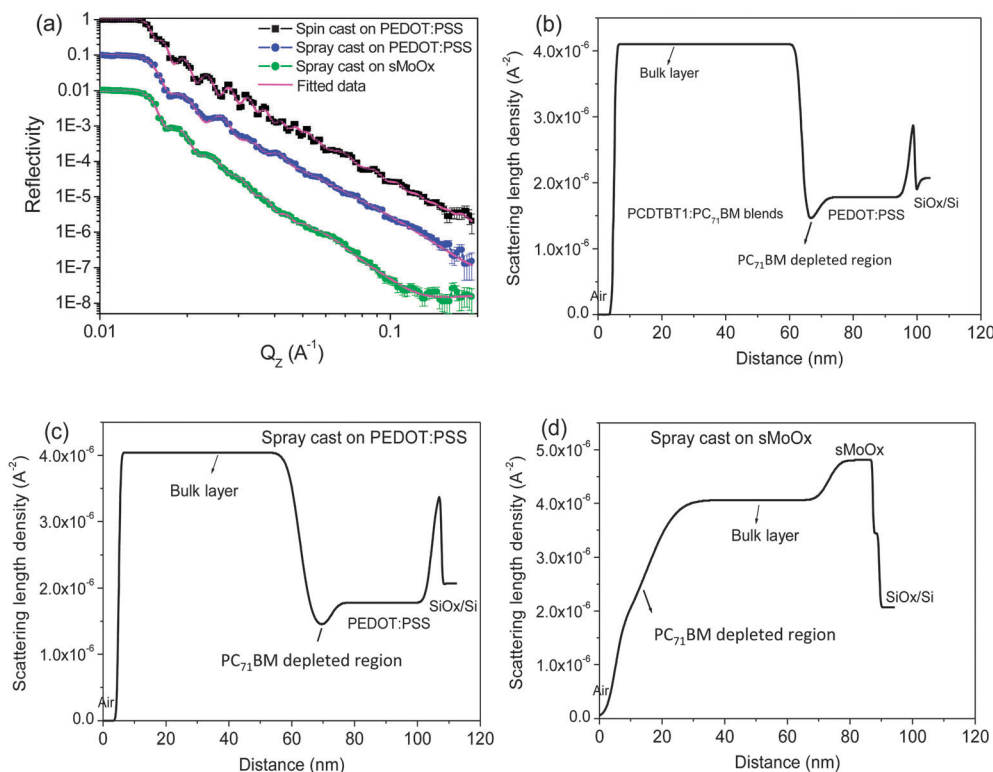 (a)
Spin cast on PEDOT:PSS
Spray cast on PEDOT:PSS
Spray cast on sMoOx
Fitted data
Reflectivity
1
0.1
0.01
1E-3
1E-4
1E-5
1E-6
1E-7
1E-8
0.01
0.1
Q_Z (A⁻¹)
(b)
Scattering length density (A⁻²)
4.0x10⁻⁶
3.0x10⁻⁶
2.0x10⁻⁶
1.0x10⁻⁶
0.0
Bulk layer
PCDTBT1:PC₇₁BM blends
PEDOT:PSS
SiOx/Si
PC₇₁BM depleted region
Air
0 20 40 60 80 100 120
Distance (nm)
(c)
Spray cast on PEDOT:PSS
Scattering length density (A⁻²)
4.0x10⁻⁶
3.0x10⁻⁶
2.0x10⁻⁶
1.0x10⁻⁶
0.0
Bulk layer
SiOx/Si
PEDOT:PSS
PC₇₁BM depleted region
Air
0 20 40 60 80 100 120
Distance (nm)
(d)
Spray cast on sMoOx
Scattering length density (A⁻²)
5.0x10⁻⁶
4.0x10⁻⁶
3.0x10⁻⁶
2.0x10⁻⁶
1.0x10⁻⁶
0.0
sMoOx
Bulk layer
SiOx/Si
PC₇₁BM depleted region
Air
0 20 40 60 80 100 120
Distance (nm)